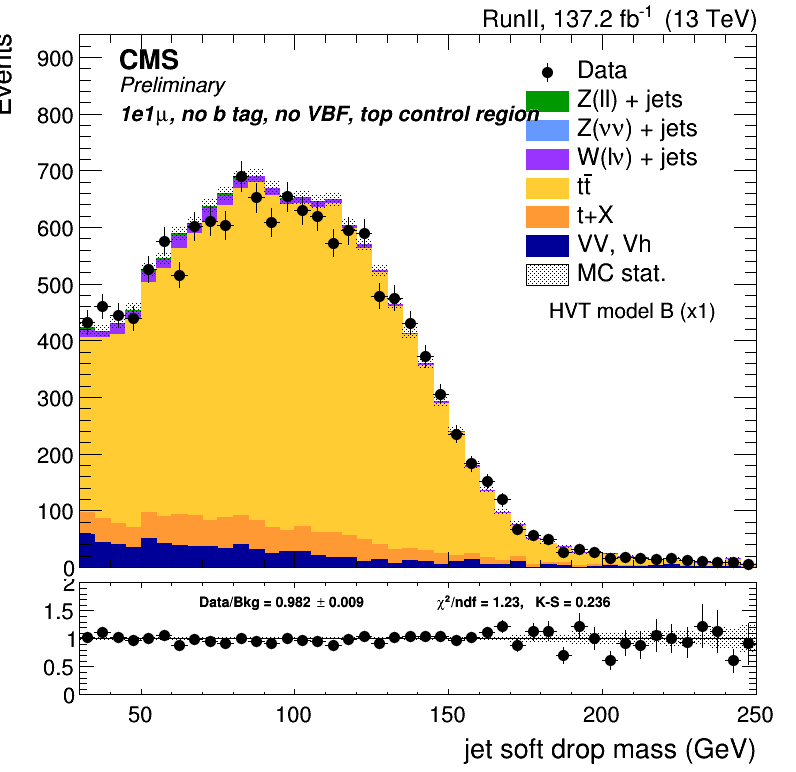 RunII, 137.2 fb⁻¹ (13 TeV)
Events
CMS
Preliminary
1e1μ, no b tag, no VBF, top control region
Data
Z(ll) + jets
Z(νν) + jets
W(lν) + jets
tt̄
t+X
VV, Vh
MC stat.
HVT model B (x1)
900
800
700
600
500
400
300
200
100
0
Data/Bkg = 0.982 ± 0.009 χ²/ndf = 1.23, K-S = 0.236
2
1.5
1
0.5
0
50 100 150 200 250
jet soft drop mass (GeV)